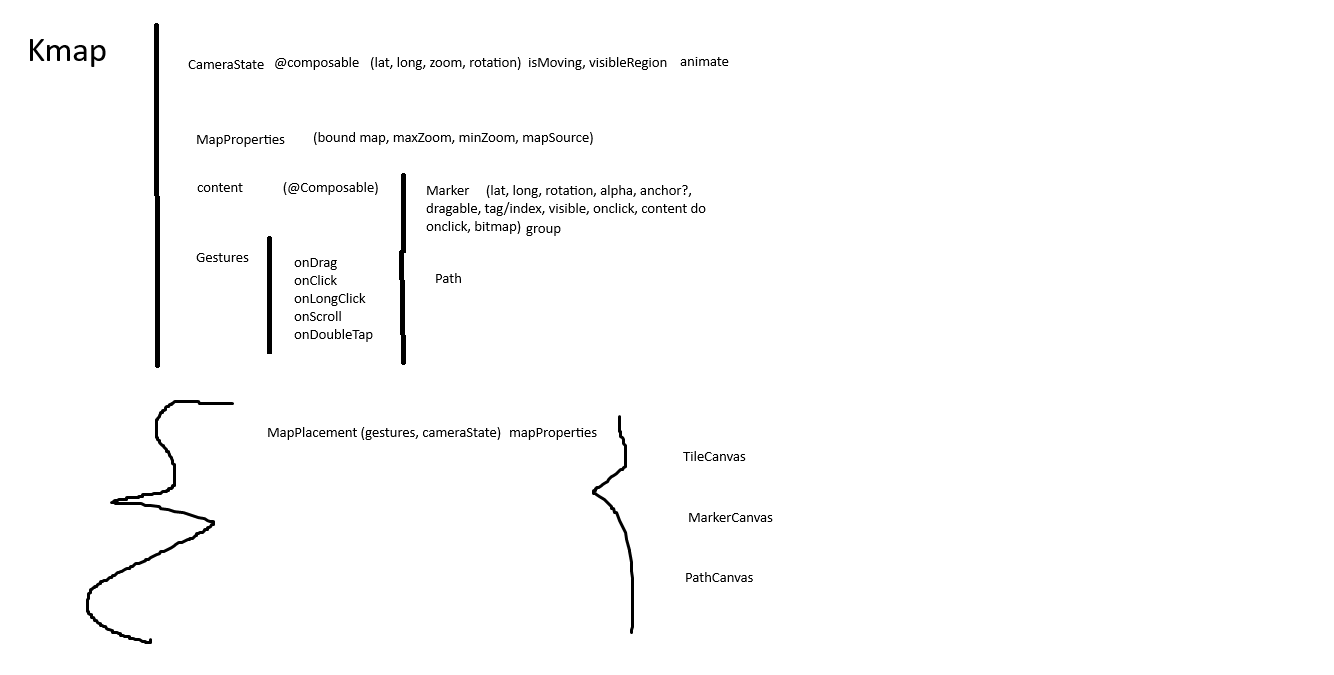 Kmap
CameraState @composable (lat, long, zoom, rotation) isMoving, visibleRegion animate
MapProperties (bound map, maxZoom, minZoom, mapSource)
content (@Composable)
Marker (lat, long, rotation, alpha, anchor?,
dragable, tag/index, visible, onclick, content do
onclick, bitmap) group
Gestures
onDrag
onClick
onLongClick
onScroll
onDoubleTap
Path
MapPlacement (gestures, cameraState) mapProperties
TileCanvas
MarkerCanvas
PathCanvas